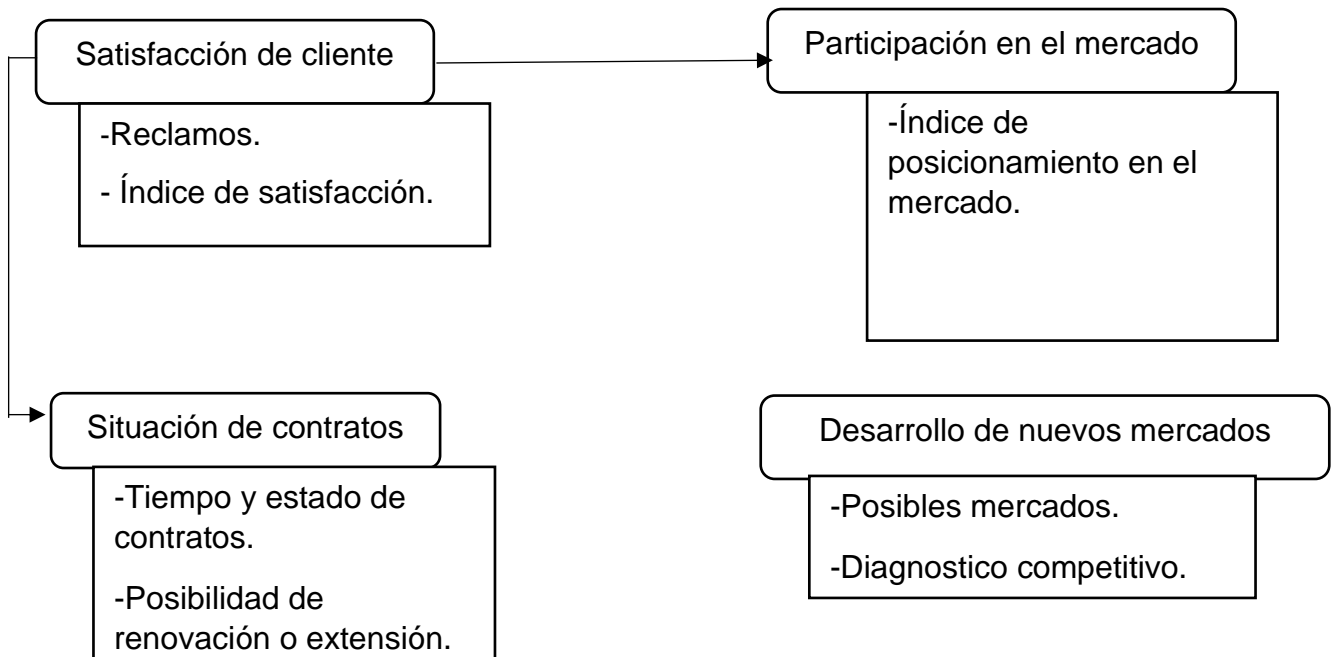 Satisfacción de cliente
-Reclamos.
- Índice de satisfacción.
Participación en el mercado
-Índice de
posicionamiento en el
mercado.
Situación de contratos
-Tiempo y estado de
contratos.
-Posibilidad de
renovación o extensión.
Desarrollo de nuevos mercados
-Posibles mercados.
-Diagnostico competitivo.